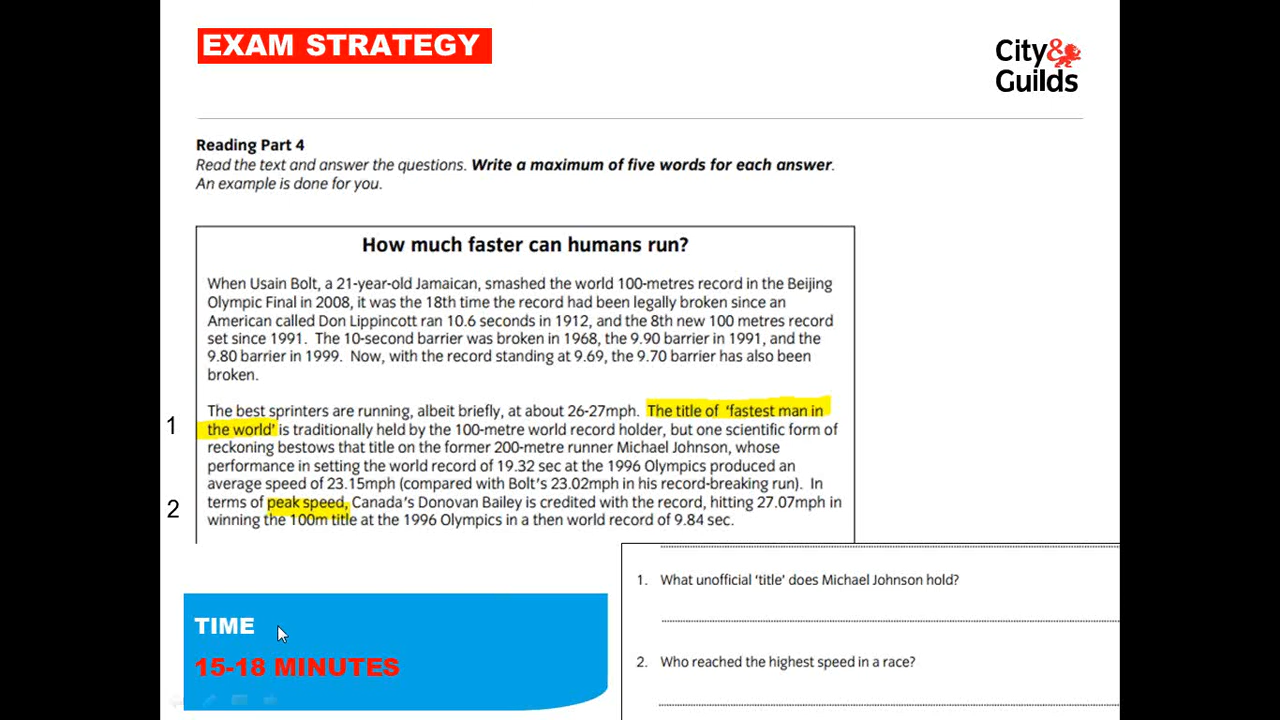 EXAM STRATEGY
City&
Guilds
Reading Part 4
Read the text and answer the questions. Write a maximum of five words for each answer.
An example is done for you.
How much faster can humans run?
When Usain Bolt, a 21-year-old Jamaican, smashed the world 100-metres record in the Beijing
Olympic Final in 2008, it was the 18th time the record had been legally broken since an
American called Don Lippincott ran 10.6 seconds in 1912, and the 8th new 100 metres record
set since 1991. The 10-second barrier was broken in 1968, the 9.90 barrier in 1991, and the
9.80 barrier in 1999. Now, with the record standing at 9.69, the 9.70 barrier has also been
broken.
The best sprinters are running, albeit briefly, at about 26-27mph. The title of 'fastest man in
1 the world' is traditionally held by the 100-metre world record holder, but one scientific form of
reckoning bestows that title on the former 200-metre runner Michael Johnson, whose
performance in setting the world record of 19.32 sec at the 1996 Olympics produced an
average speed of 23.15mph (compared with Bolt's 23.02mph in his record-breaking run). In
2 terms of peak speed, Canada's Donovan Bailey is credited with the record, hitting 27.07mph in
winning the 100m title at the 1996 Olympics in a then world record of 9.84 sec.
1. What unofficial 'title' does Michael Johnson hold?
2. Who reached the highest speed in a race?
TIME
15-18 MINUTES